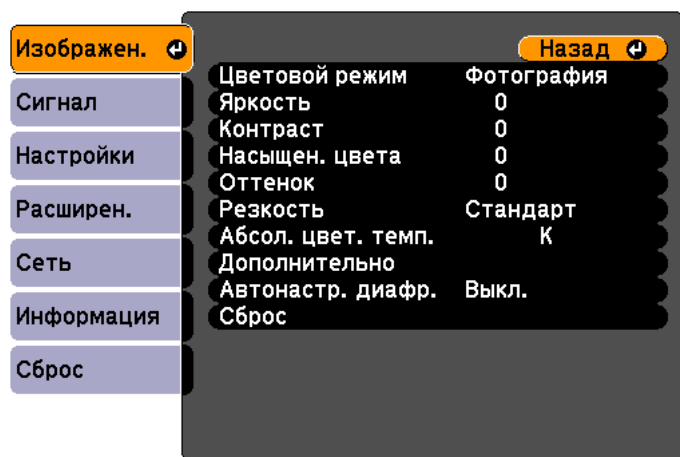 Изображен.
Сигнал
Настройки
Расширен.
Сеть
Информация
Сброс
Назад
Цветовой режим Фотография
Яркость 0
Контраст 0
Насыщен. цвета 0
Оттенок 0
Резкость Стандарт
Абсол. цвет. темп. K
Дополнительно
Автонастр. диафр. Выкл.
Сброс